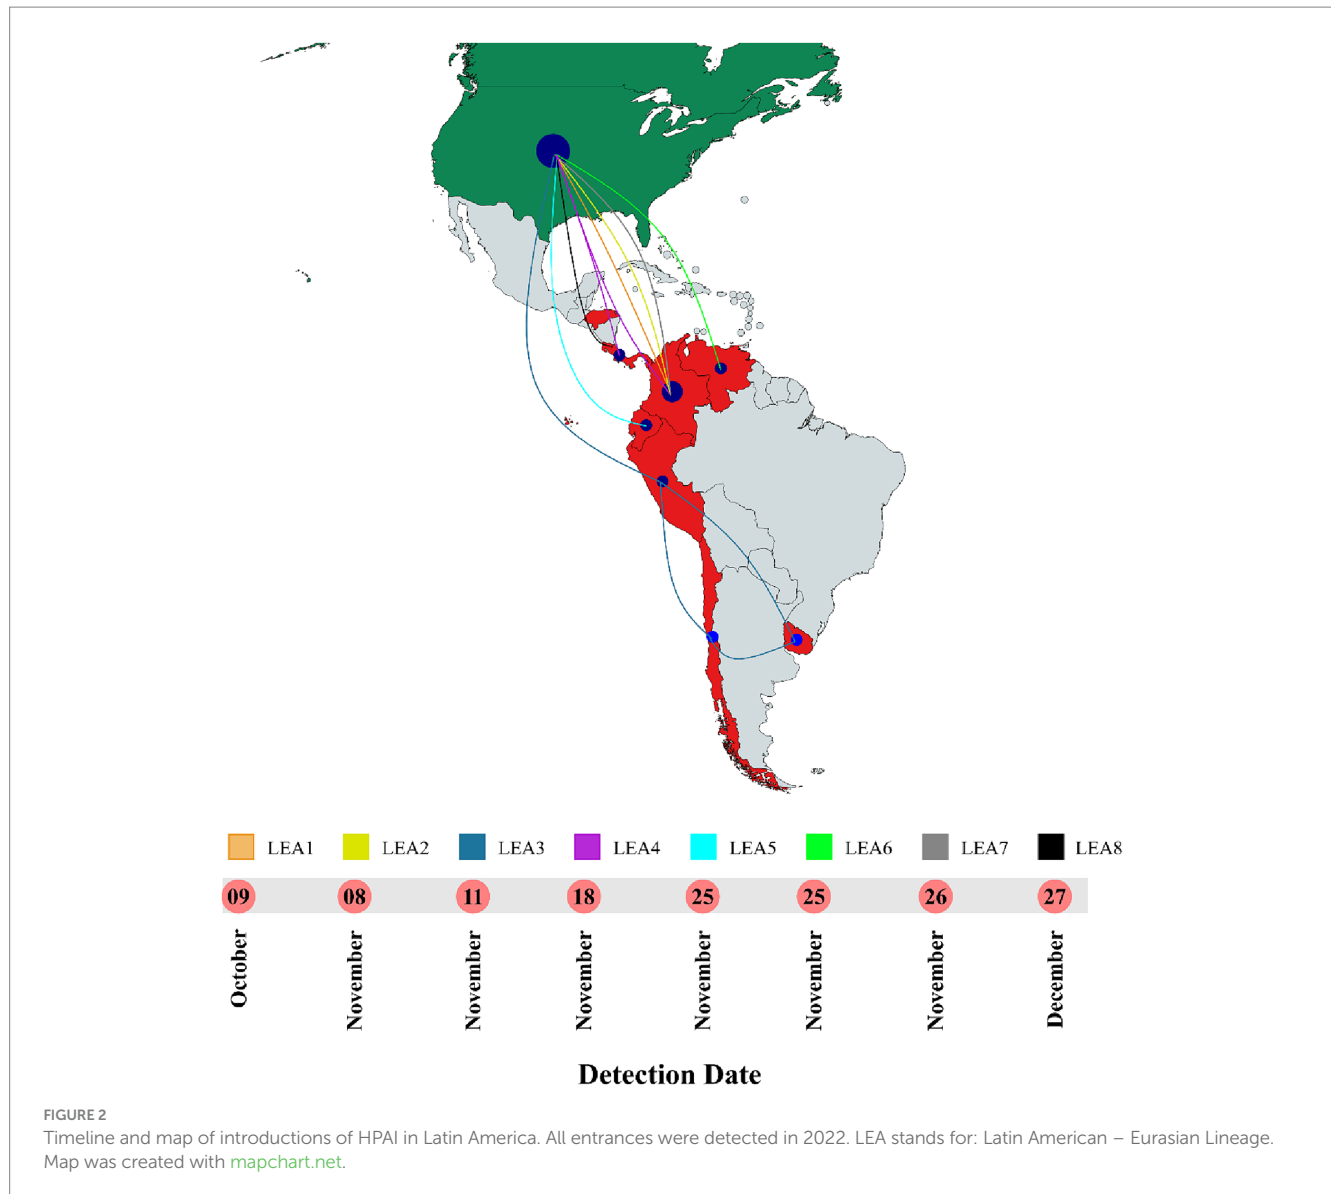 LEA1 LEA2 LEA3 LEA4 LEA5 LEA6 LEA7 LEA8
09 08 11 18 25 25 26 27
October November November November November November November December
Detection Date
FIGURE 2
Timeline and map of introductions of HPAI in Latin America. All entrances were detected in 2022. LEA stands for: Latin American – Eurasian Lineage.
Map was created with mapchart.net.